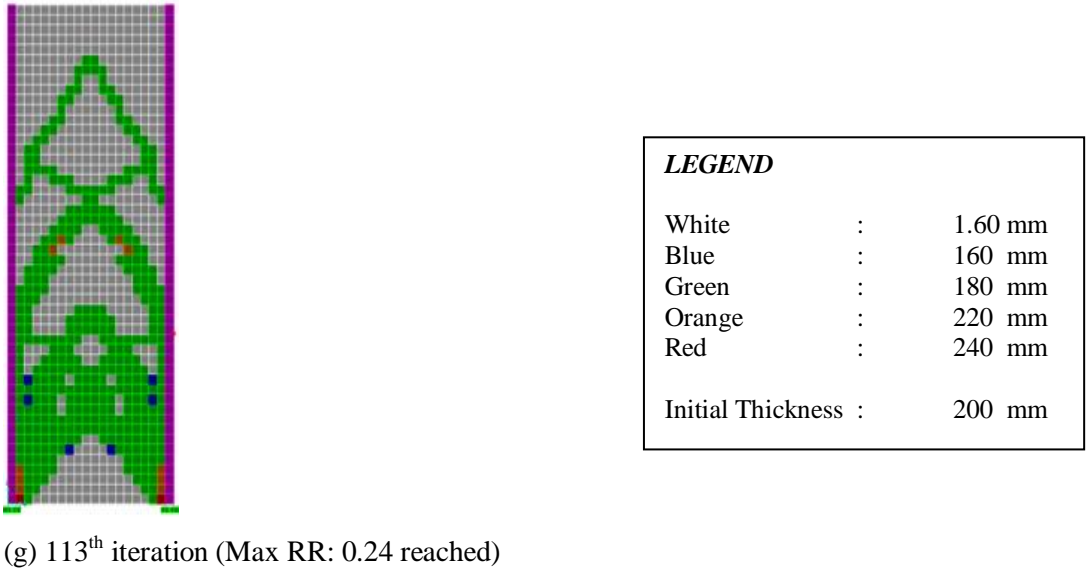 LEGEND
White : 1.60 mm
Blue : 160 mm
Green : 180 mm
Orange : 220 mm
Red : 240 mm
Initial Thickness : 200 mm
(g) 113th iteration (Max RR: 0.24 reached)